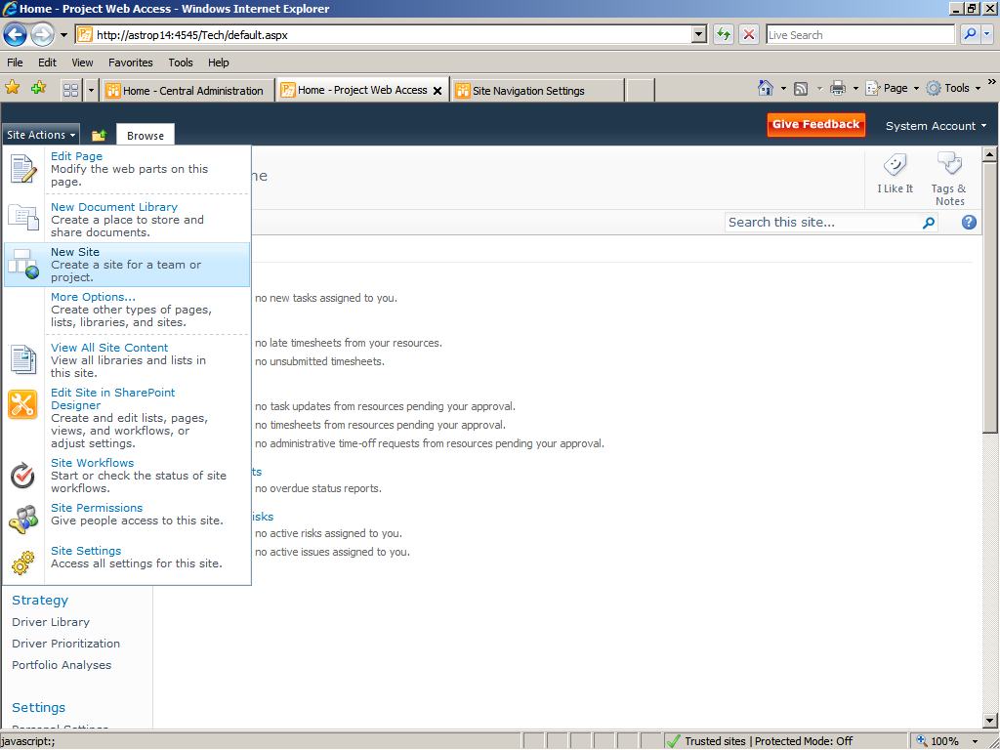 Home - Project Web Access - Windows Internet Explorer
http://astrop14:4545/Tech/default.aspx
Live Search
File Edit View Favorites Tools Help
Home - Central Administration
Home - Project Web Access
Site Navigation Settings
Page
Tools
Site Actions
Browse
Give Feedback
System Account
Edit Page
Modify the web parts on this
page.
New Document Library
Create a place to store and
share documents.
New Site
Create a site for a team or
project.
More Options...
Create other types of pages,
lists, libraries, and sites.
View All Site Content
View all libraries and lists in
this site.
Edit Site in SharePoint
Designer
Create and edit lists, pages,
views, and workflows, or
adjust settings.
Site Workflows
Start or check the status of site
workflows.
Site Permissions
Give people access to this site.
Site Settings
Access all settings for this site.
me
I Like It
Tags &
Notes
Search this site...
no new tasks assigned to you.
no late timesheets from your resources.
no unsubmitted timesheets.
no task updates from resources pending your approval.
no timesheets from resources pending your approval.
no administrative time-off requests from resources pending your approval.
ts
no overdue status reports.
isks
no active risks assigned to you.
no active issues assigned to you.
Strategy
Driver Library
Driver Prioritization
Portfolio Analyses
Settings
Personal Settings
javascript:;
Trusted sites | Protected Mode: Off
100%